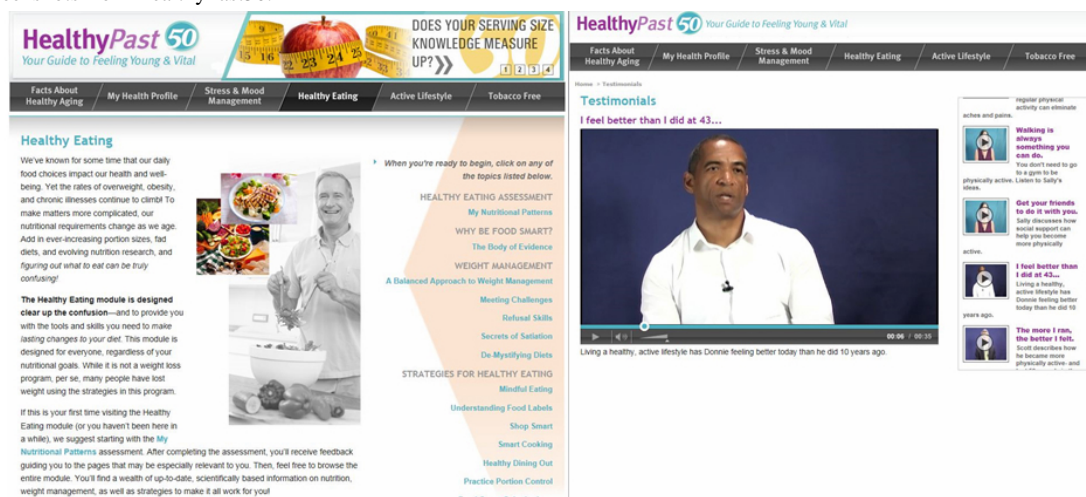 HealthyPast 50
Your Guide to Feeling Young & Vital
DOES YOUR SERVING SIZE
KNOWLEDGE MEASURE
UP?
1 2 3 4
Facts About
Healthy Aging
My Health Profile
Stress & Mood
Management
Healthy Eating
Active Lifestyle
Tobacco Free
Healthy Eating
We've known for some time that our daily
food choices impact our health and well-
being. Yet the rates of overweight, obesity,
and chronic illnesses continue to climb! To
make matters more complicated, our
nutritional requirements change as we age.
Add in ever-increasing portion sizes, fad
diets, and evolving nutrition research, and
figuring out what to eat can be truly
confusing!
The Healthy Eating module is designed
clear up the confusion—and to provide you
with the tools and skills you need to make
lasting changes to your diet. This module is
designed for everyone, regardless of your
nutritional goals. While it is not a weight loss
program, per se, many people have lost
weight using the strategies in this program.
If this is your first time visiting the Healthy
Eating module (or you haven't been here in
a while), we suggest starting with the My
Nutritional Patterns assessment. After completing the assessment, you'll receive feedback
guiding you to the pages that may be especially relevant to you. Then, feel free to browse the
entire module. You'll find a wealth of up-to-date, scientifically based information on nutrition,
weight management, as well as strategies to make it all work for you!
When you're ready to begin, click on any of
the topics listed below.
HEALTHY EATING ASSESSMENT
My Nutritional Patterns
WHY BE FOOD SMART?
The Body of Evidence
WEIGHT MANAGEMENT
A Balanced Approach to Weight Management
Meeting Challenges
Refusal Skills
Secrets of Satiation
De-Mystifying Diets
STRATEGIES FOR HEALTHY EATING
Mindful Eating
Understanding Food Labels
Shop Smart
Smart Cooking
Healthy Dining Out
Practice Portion Control
HealthyPast 50 Your Guide to Feeling Young & Vital
Facts About
Healthy Aging
My Health Profile
Stress & Mood
Management
Healthy Eating
Active Lifestyle
Tobacco Free
Home > Testimonials
Testimonials
I feel better than I did at 43...
00:06 / 00:35
Living a healthy, active lifestyle has Donnie feeling better today than he did 10 years ago.
regular physical
activity can eliminate
aches and pains.
Walking is
always
something you
can do.
You don't need to go
to a gym to be
physically active. Listen to Sally's
ideas.
Get your friends
to do it with you.
Sally discusses how
social support can
help you become
more physically
active.
I feel better than
I did at 43...
Living a healthy,
active lifestyle has
Donnie feeling better
today than he did 10
years ago.
The more I ran,
the better I felt.
Scott describes how
he became more
physically active-and